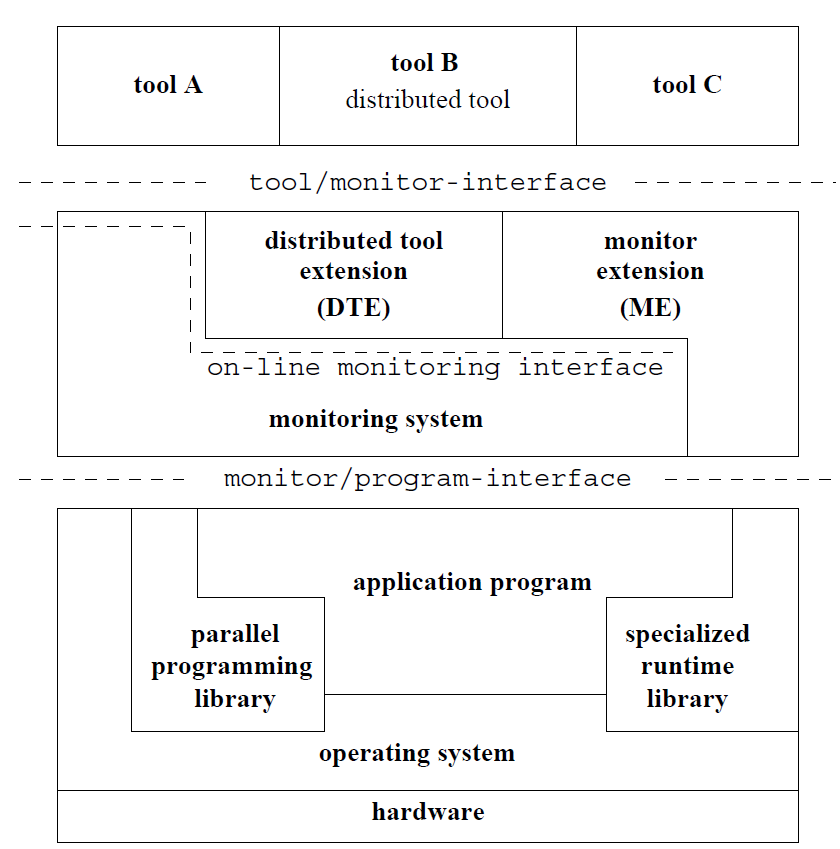 tool A
tool B
distributed tool
tool C
tool/monitor-interface
distributed tool
extension
(DTE)
monitor
extension
(ME)
on-line monitoring interface
monitoring system
monitor/program-interface
application program
parallel
programming
library
specialized
runtime
library
operating system
hardware